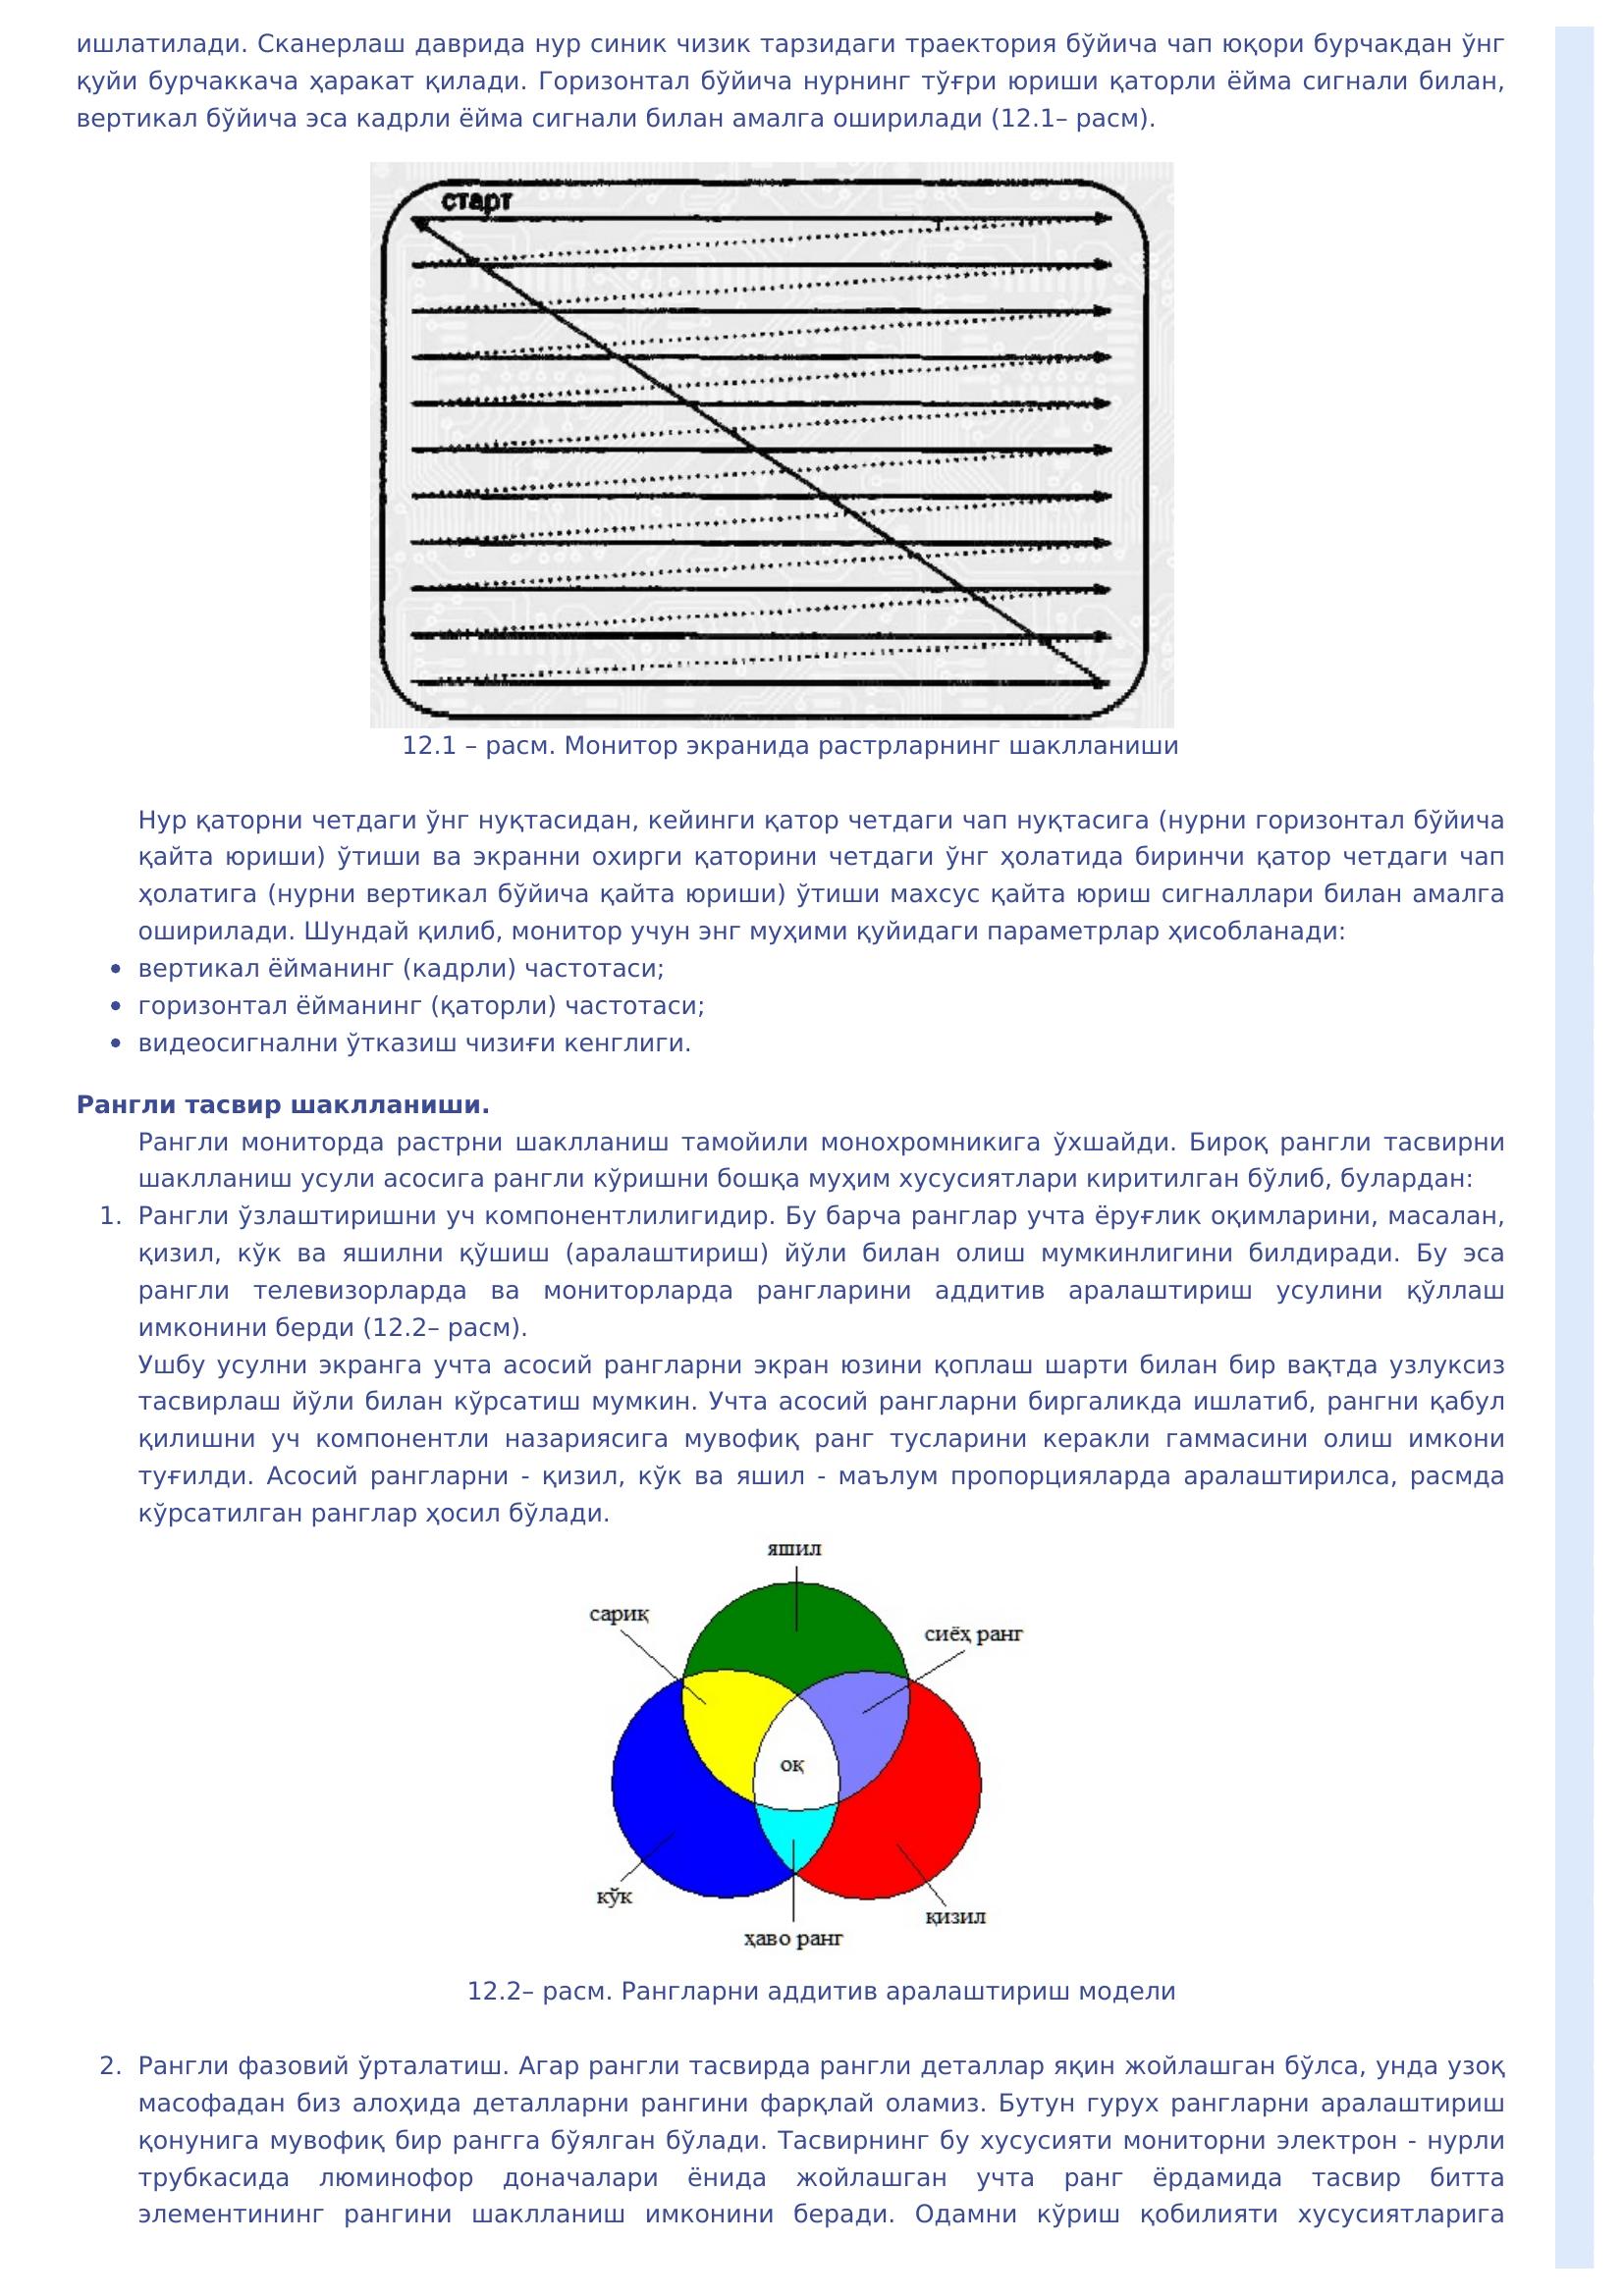 ишлатилади. Сканерлаш даврида нур синик чизик тарзидаги траектория бўйича чап юқори бурчакдан ўнг
қуйи бурчаккача ҳаракат қилади. Горизонтал бўйича нурнинг тўғри юриши қаторли ёйма сигнали билан,
вертикал бўйича эса кадрли ёйма сигнали билан амалга оширилади (12.1– расм).
старт
12.1 – расм. Монитор экранида растрларнинг шаклланиши
Нур қаторни четдаги ўнг нуқтасидан, кейинги қатор четдаги чап нуқтасига (нурни горизонтал бўйича
қайта юриши) ўтиши ва экранни охирги қаторини четдаги ўнг ҳолатида биринчи қатор четдаги чап
ҳолатига (нурни вертикал бўйича қайта юриши) ўтиши махсус қайта юриш сигналлари билан амалга
оширилади. Шундай қилиб, монитор учун энг муҳими қуйидаги параметрлар ҳисобланади:
• вертикал ёйманинг (кадрли) частотаси;
• горизонтал ёйманинг (қаторли) частотаси;
• видеосигнални ўтказиш чизиғи кенглиги.
Рангли тасвир шаклланиши.
Рангли мониторда растрни шаклланиш тамойили монохромникига ўхшайди. Бироқ рангли тасвирни
шаклланиш усули асосига рангли кўришни бошқа муҳим хусусиятлари киритилган бўлиб, булардан:
1. Рангли ўзлаштиришни уч компонентлилигидир. Бу барча ранглар учта ёруғлик оқимларини, масалан,
қизил, кўк ва яшилни қўшиш (аралаштириш) йўли билан олиш мумкинлигини билдиради. Бу эса
рангли телевизорларда ва мониторларда рангларини аддитив аралаштириш усулини қўллаш
имконини берди (12.2– расм).
Ушбу усулни экранга учта асосий рангларни экран юзини қоплаш шарти билан бир вақтда узлуксиз
тасвирлаш йўли билан кўрсатиш мумкин. Учта асосий рангларни биргаликда ишлатиб, рангни қабул
қилишни уч компонентли назариясига мувофиқ ранг тусларини керакли гаммасини олиш имкони
туғилди. Асосий рангларни - қизил, кўк ва яшил - маълум пропорцияларда аралаштирилса, расмда
кўрсатилган ранглар ҳосил бўлади.
яшил
сариқ
сиёҳ ранг
оқ
кўк
қизил
ҳаво ранг
12.2– расм. Рангларни аддитив аралаштириш модели
2. Рангли фазовий ўрталатиш. Агар рангли тасвирда рангли деталлар яқин жойлашган бўлса, унда узоқ
масофадан биз алоҳида деталларни рангини фарқлай оламиз. Бутун гурух рангларни аралаштириш
қонунига мувофиқ бир рангга бўялган бўлади. Тасвирнинг бу хусусияти мониторни электрон - нурли
трубкасида люминофор доначалари ёнида жойлашган учта ранг ёрдамида тасвир битта
элементининг рангини шаклланиш имконини беради. Одамни кўриш қобилияти хусусиятларига